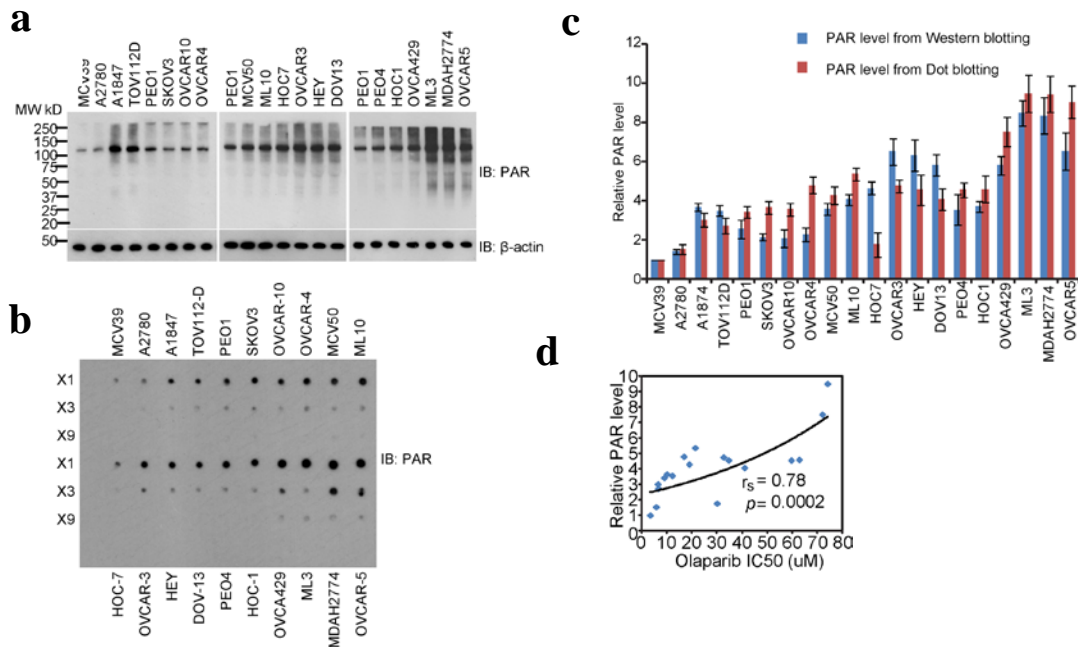 a
MCV39 A2780 A1847 TOV112D PEO1 SKOV3 OVCAR10 OVCAR4
PEO1 MCV50 ML10 HOC7 OVCAR3 HEY DOV13
PEO1 PEO4 HOC1 OVCA429 ML3 MDAH2774 OVCAR5
MW kD
250
150
100
75
50
37
25
20
50
IB: PAR
IB: β-actin
b
MCV39 A2780 A1847 TOV112-D PEO1 SKOV3 OVCAR-10 OVCAR-4 MCV50 ML10
X1
X3
X9
X1
X3
X9
IB: PAR
HOC-7 OVCAR-3 HEY DOV-13 PEO4 HOC-1 OVCA429 ML3 MDAH2774 OVCAR-5
c
PAR level from Western blotting
PAR level from Dot blotting
Relative PAR level
12
10
8
6
4
2
0
MCV39 A2780 A1874 TOV112D PEO1 SKOV3 OVCAR10 OVCAR4 MCV50 ML10 HOC7 OVCAR3 HEY DOV13 PEO4 HOC1 OVCA429 ML3 MDAH2774 OVCAR5
d
Relative PAR level
10
9
8
7
6
5
4
3
2
1
0
rs = 0.78
p= 0.0002
0 10 20 30 40 50 60 70 80
Olaparib IC50 (uM)